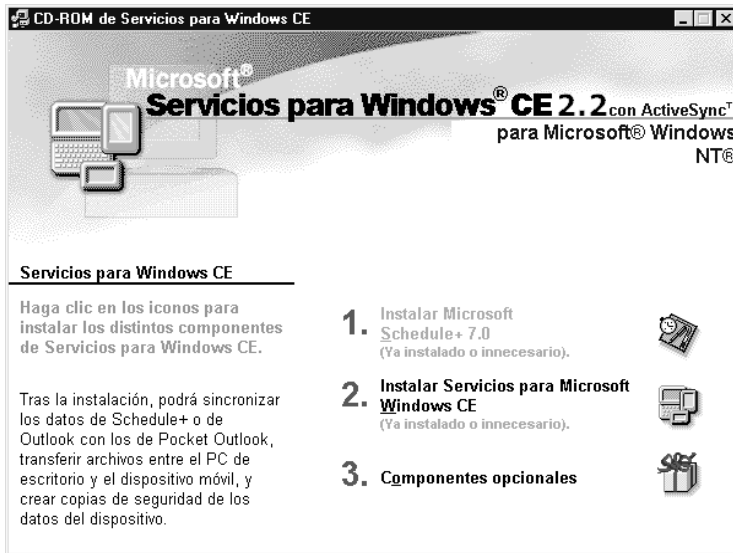 CD-ROM de Servicios para Windows CE
Microsoft®
Servicios para Windows® CE 2.2 con ActiveSync™
para Microsoft® Windows
NT®
Servicios para Windows CE
Haga clic en los iconos para
instalar los distintos componentes
de Servicios para Windows CE.
Tras la instalación, podrá sincronizar
los datos de Schedule+ o de
Outlook con los de Pocket Outlook,
transferir archivos entre el PC de
escritorio y el dispositivo móvil, y
crear copias de seguridad de los
datos del dispositivo.
1. Instalar Microsoft
Schedule+ 7.0
(Ya instalado o innecesario).
2. Instalar Servicios para Microsoft
Windows CE
(Ya instalado o innecesario).
3. Componentes opcionales